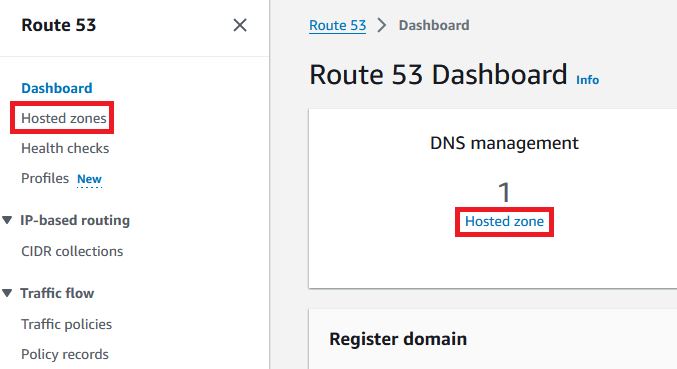 Route 53
Dashboard
Hosted zones
Health checks
Profiles New
IP-based routing
CIDR collections
Traffic flow
Traffic policies
Policy records
Route 53 > Dashboard
Route 53 Dashboard Info
DNS management
1
Hosted zone
Register domain